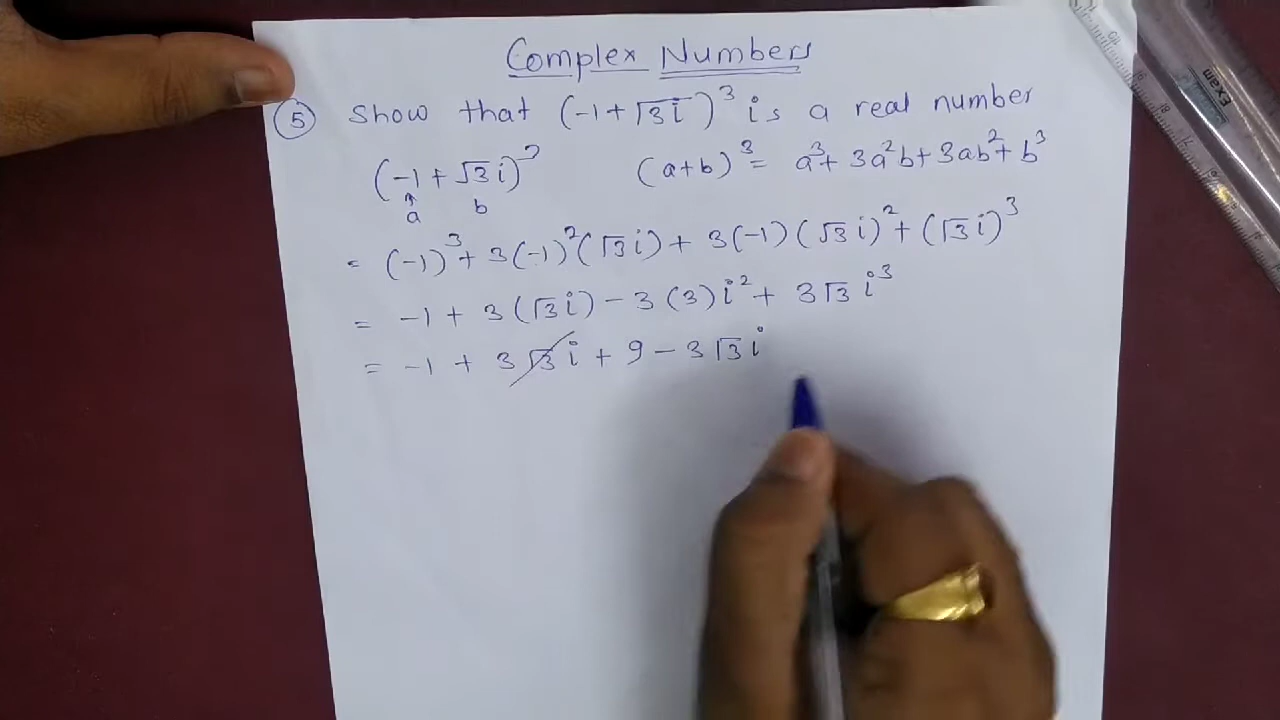 Complex Numbers
⑤ Show that (-1+√3i)³ is a real number
(-1+√3i)³ (a+b)³= a³+3a²b+3ab²+b³
a b
= (-1)³+3(-1)²(√3i)+3(-1)(√3i)²+(√3i)³
= -1+3(√3i)-3(3)i²+3√3i³
= -1+3√3i+9-3√3i
Exam